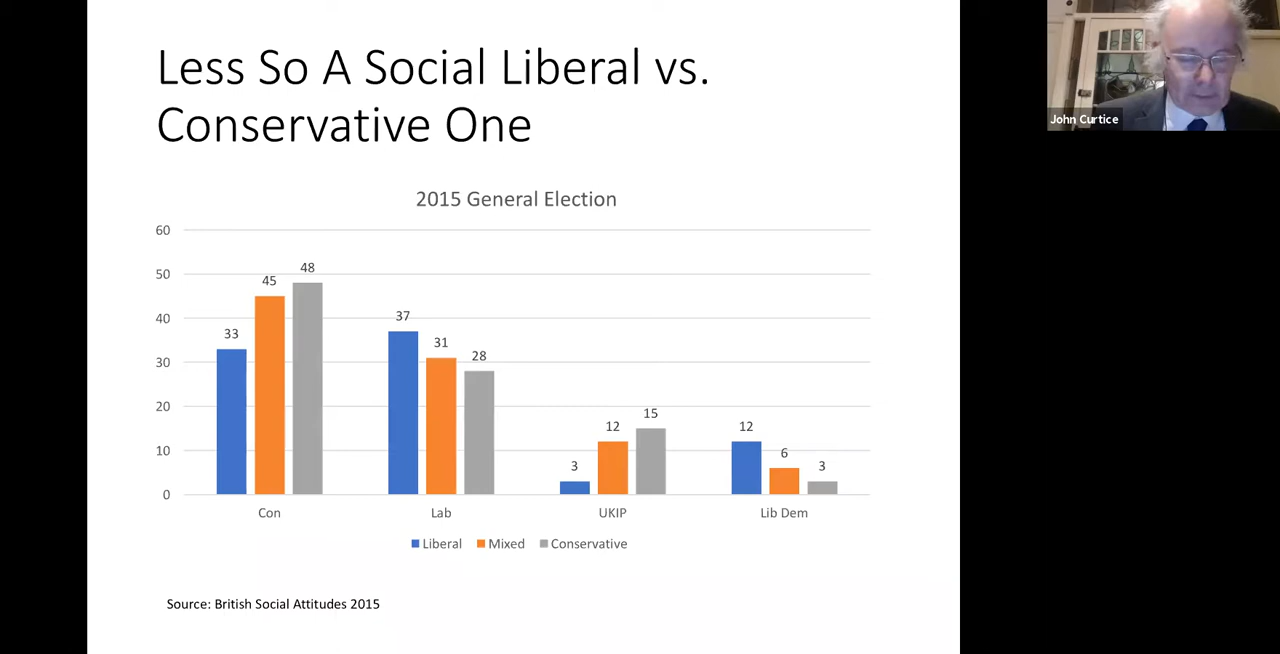 Less So A Social Liberal vs.
Conservative One
John Curtice
2015 General Election
60
50
40
30
20
10
0
33
45
48
37
31
28
3
12
15
12
6
3
Con
Lab
UKIP
Lib Dem
Liberal
Mixed
Conservative
Source: British Social Attitudes 2015